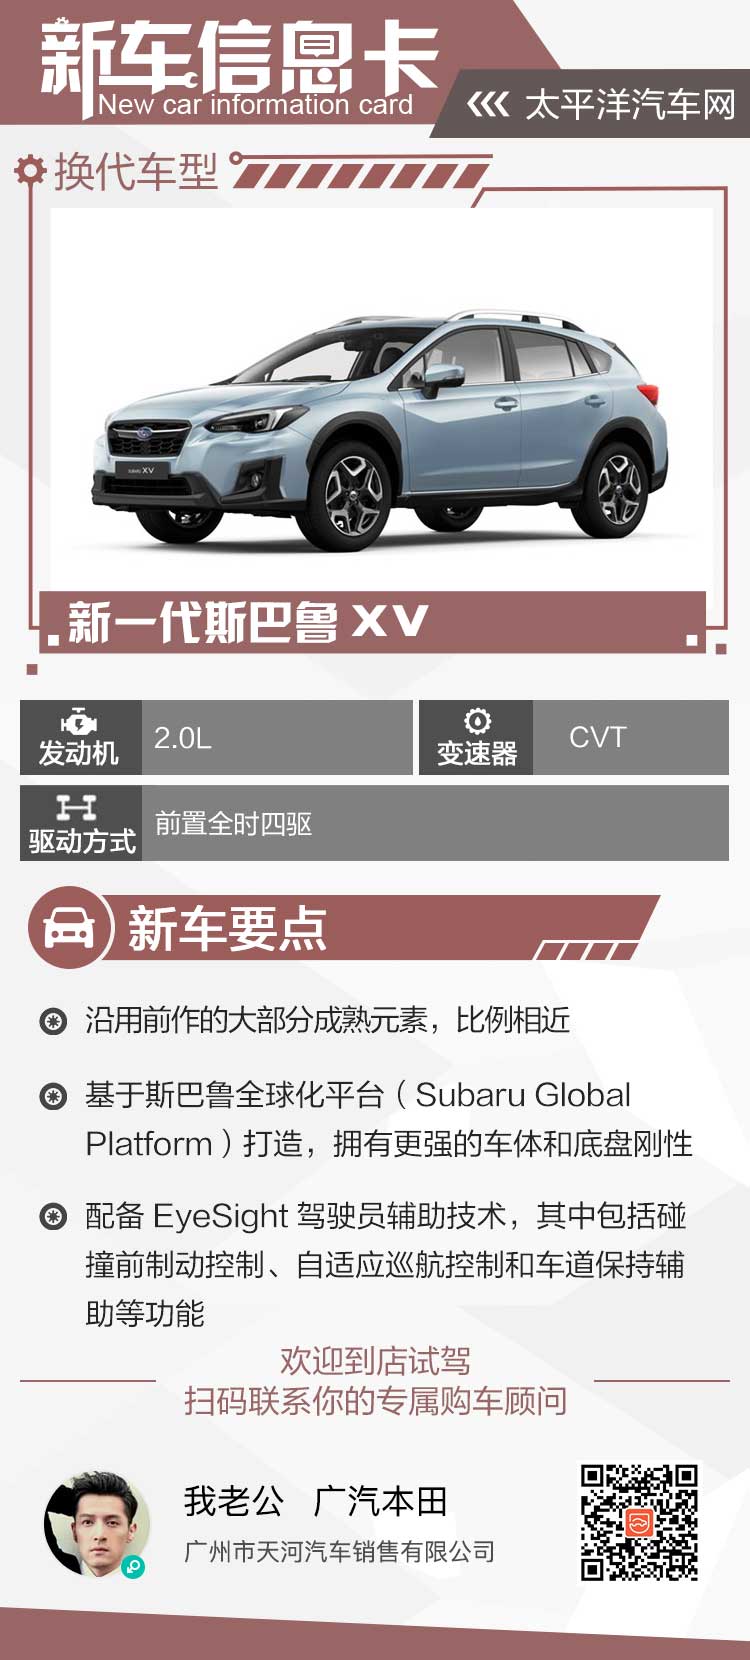 新车信息卡
New car information card
太平洋汽车网
换代车型
SUBARU XV
新一代斯巴鲁 XV
发动机
2.0L
变速器
CVT
驱动方式
前置全时四驱
新车要点
沿用前作的大部分成熟元素，比例相近
基于斯巴鲁全球化平台（Subaru Global
Platform）打造，拥有更强的车体和底盘刚性
配备 EyeSight 驾驶员辅助技术，其中包括碰
撞前制动控制、自适应巡航控制和车道保持辅
助等功能
欢迎到店试驾
扫码联系你的专属购车顾问
我老公 广汽本田
广州市天河汽车销售有限公司